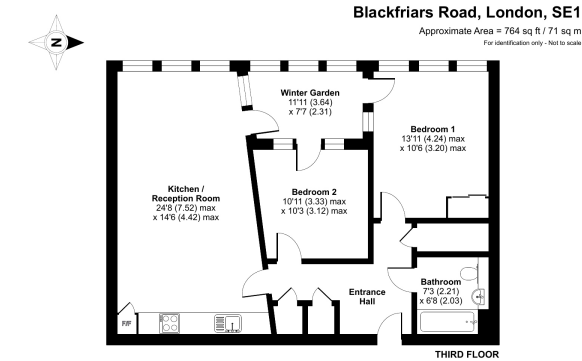 Blackfriars Road, London, SE1
Approximate Area = 764 sq ft / 71 sq m
For identification only - Not to scale
N
Winter Garden
11'11 (3.64)
x 7'7 (2.31)
Bedroom 1
13'11 (4.24) max
x 10'6 (3.20) max
Kitchen /
Reception Room
24'8 (7.52) max
x 14'6 (4.42) max
Bedroom 2
10'11 (3.33) max
x 10'3 (3.12) max
Bathroom
7'3 (2.21)
x 6'8 (2.03)
Entrance
Hall
F/F
THIRD FLOOR